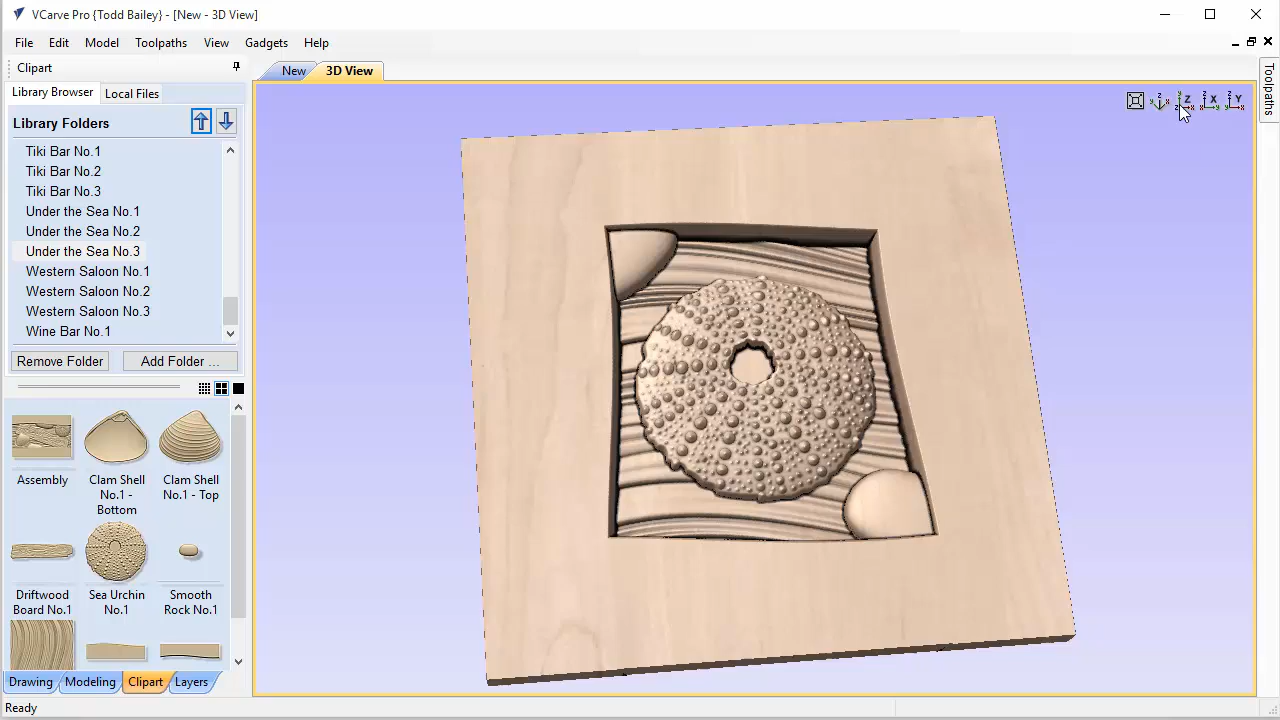 VCarve Pro {Todd Bailey} - [New - 3D View]
File Edit Model Toolpaths View Gadgets Help
Clipart
Library Browser Local Files
Library Folders
Tiki Bar No.1
Tiki Bar No.2
Tiki Bar No.3
Under the Sea No.1
Under the Sea No.2
Under the Sea No.3
Western Saloon No.1
Western Saloon No.2
Western Saloon No.3
Wine Bar No.1
Remove Folder Add Folder ...
Assembly
Clam Shell
No.1 -
Bottom
Clam Shell
No.1 - Top
Driftwood
Board No.1
Sea Urchin
No.1
Smooth
Rock No.1
Drawing Modeling Clipart Layers
Ready
New 3D View
Z Z X Y
Toolpaths